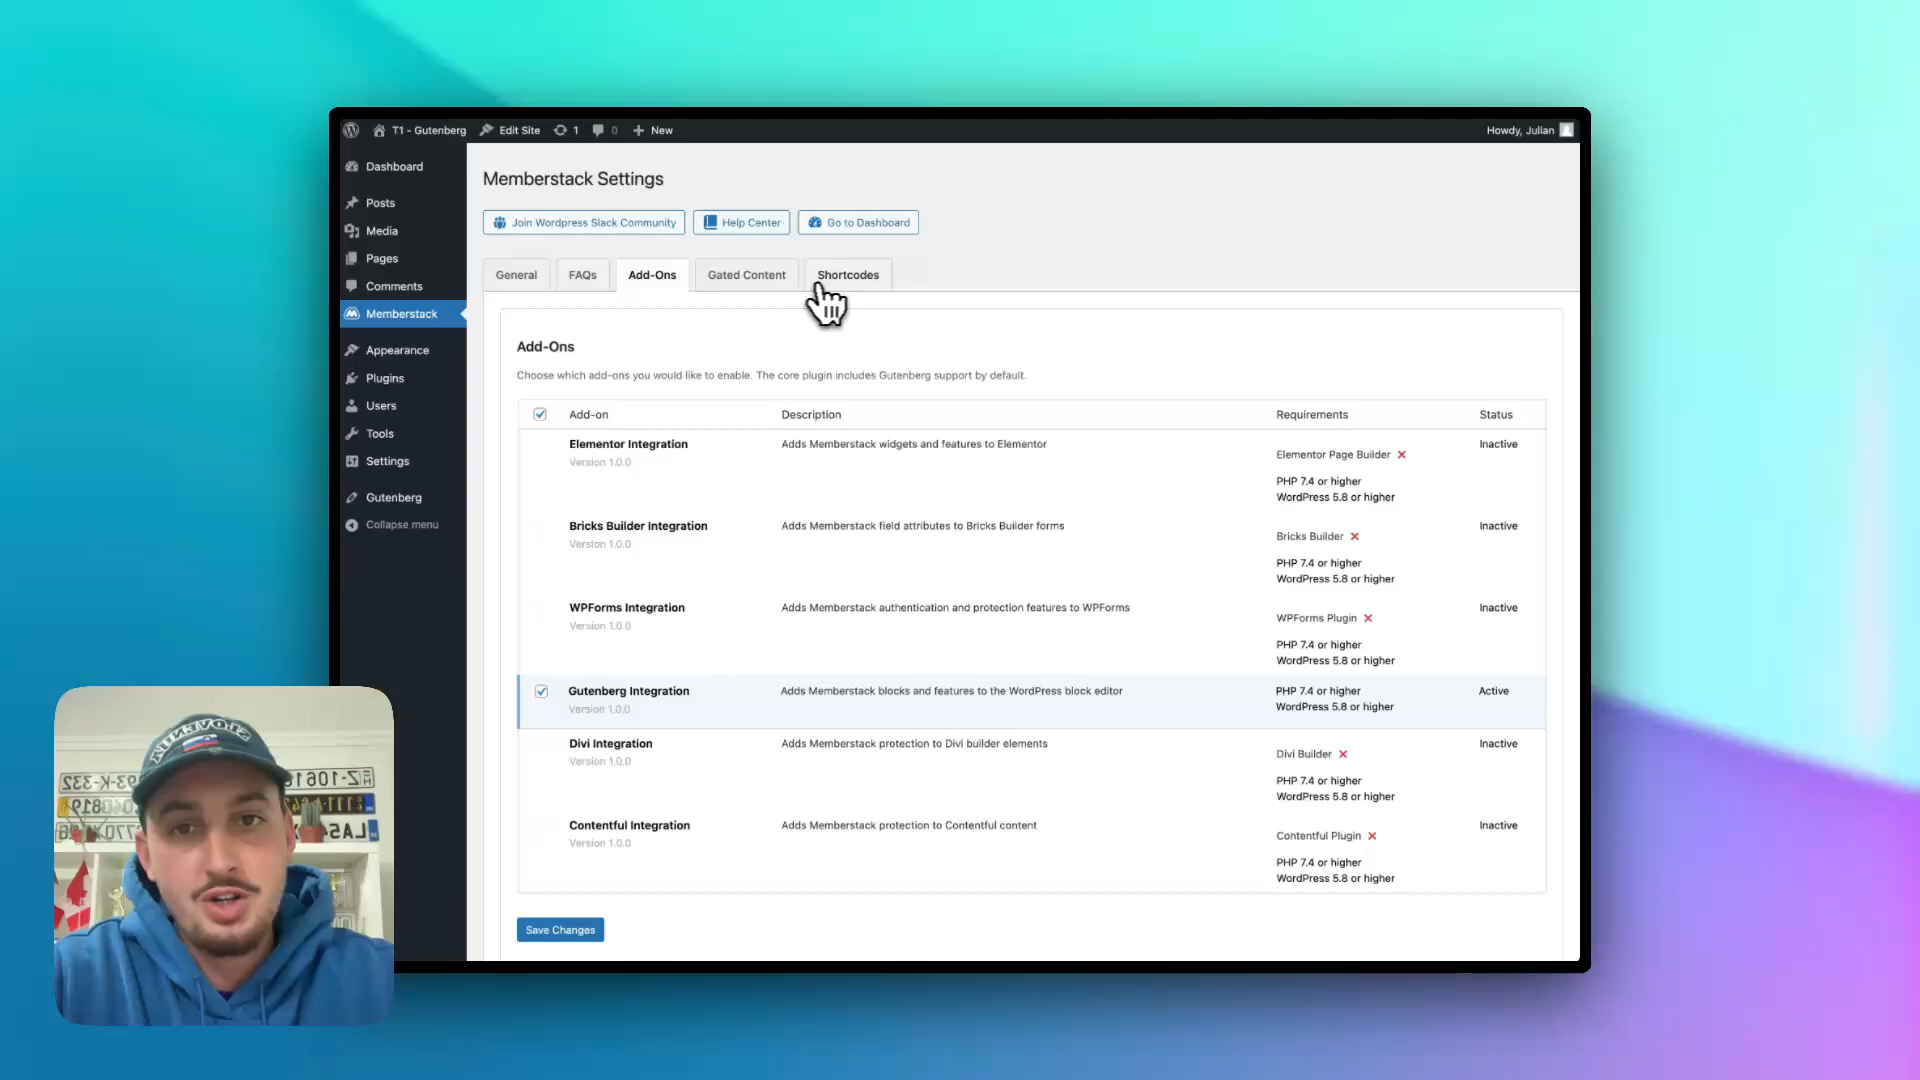 T1 - Gutenberg
Edit Site
1
0
New
Howdy, Julian
Dashboard
Posts
Media
Pages
Comments
Memberstack
Appearance
Plugins
Users
Tools
Settings
Gutenberg
Collapse menu
Memberstack Settings
Join Wordpress Slack Community
Help Center
Go to Dashboard
General
FAQs
Add-Ons
Gated Content
Shortcodes
Add-Ons
Choose which add-ons you would like to enable. The core plugin includes Gutenberg support by default.
Add-on
Description
Requirements
Status
Elementor Integration
Version 1.0.0
Adds Memberstack widgets and features to Elementor
Elementor Page Builder
PHP 7.4 or higher
WordPress 5.8 or higher
Inactive
Bricks Builder Integration
Version 1.0.0
Adds Memberstack field attributes to Bricks Builder forms
Bricks Builder
PHP 7.4 or higher
WordPress 5.8 or higher
Inactive
WPForms Integration
Version 1.0.0
Adds Memberstack authentication and protection features to WPForms
WPForms Plugin
PHP 7.4 or higher
WordPress 5.8 or higher
Inactive
Gutenberg Integration
Version 1.0.0
Adds Memberstack blocks and features to the WordPress block editor
PHP 7.4 or higher
WordPress 5.8 or higher
Active
Divi Integration
Version 1.0.0
Adds Memberstack protection to Divi builder elements
Divi Builder
PHP 7.4 or higher
WordPress 5.8 or higher
Inactive
Contentful Integration
Version 1.0.0
Adds Memberstack protection to Contentful content
Contentful Plugin
PHP 7.4 or higher
WordPress 5.8 or higher
Inactive
Save Changes